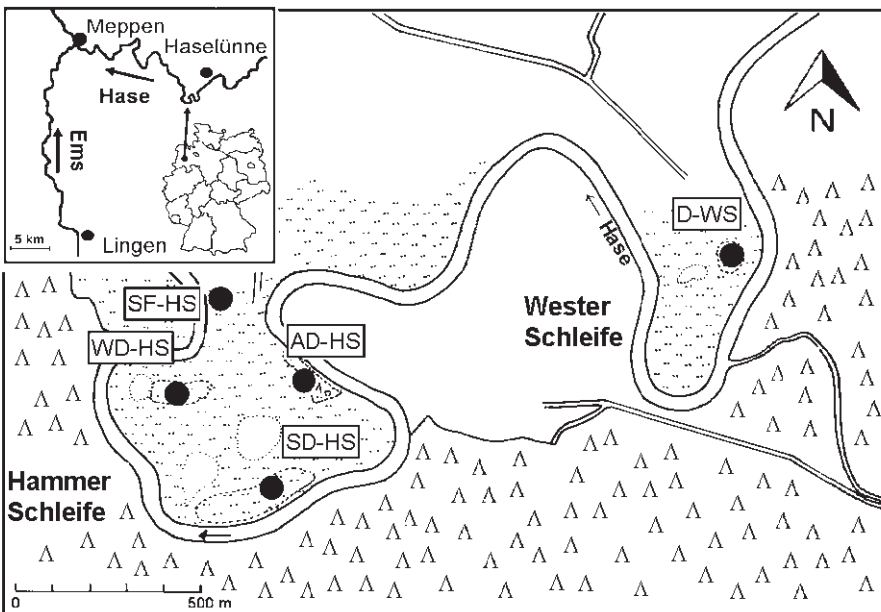 Meppen
Haselünne
Hase
Ems
5 km
Lingen
N
D-WS
Hase
SF-HS
Wester
Schleife
WD-HS
AD-HS
SD-HS
Hammer
Schleife
0
500 m